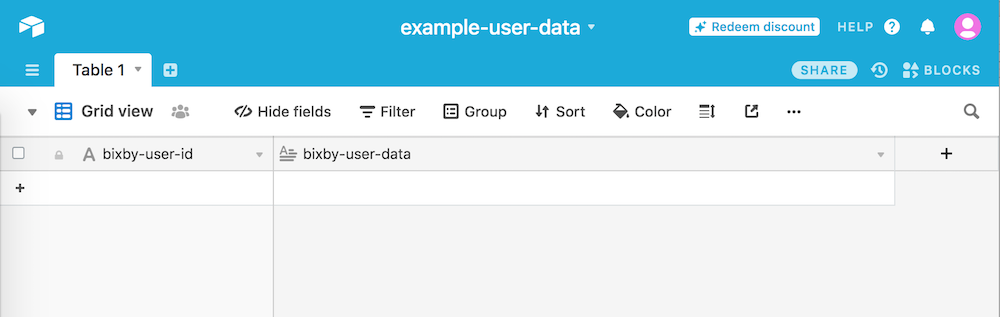 example-user-data
Redeem discount
HELP
Table 1
SHARE
BLOCKS
Grid view
Hide fields
Filter
Group
Sort
Color
A bixby-user-id
bixby-user-data